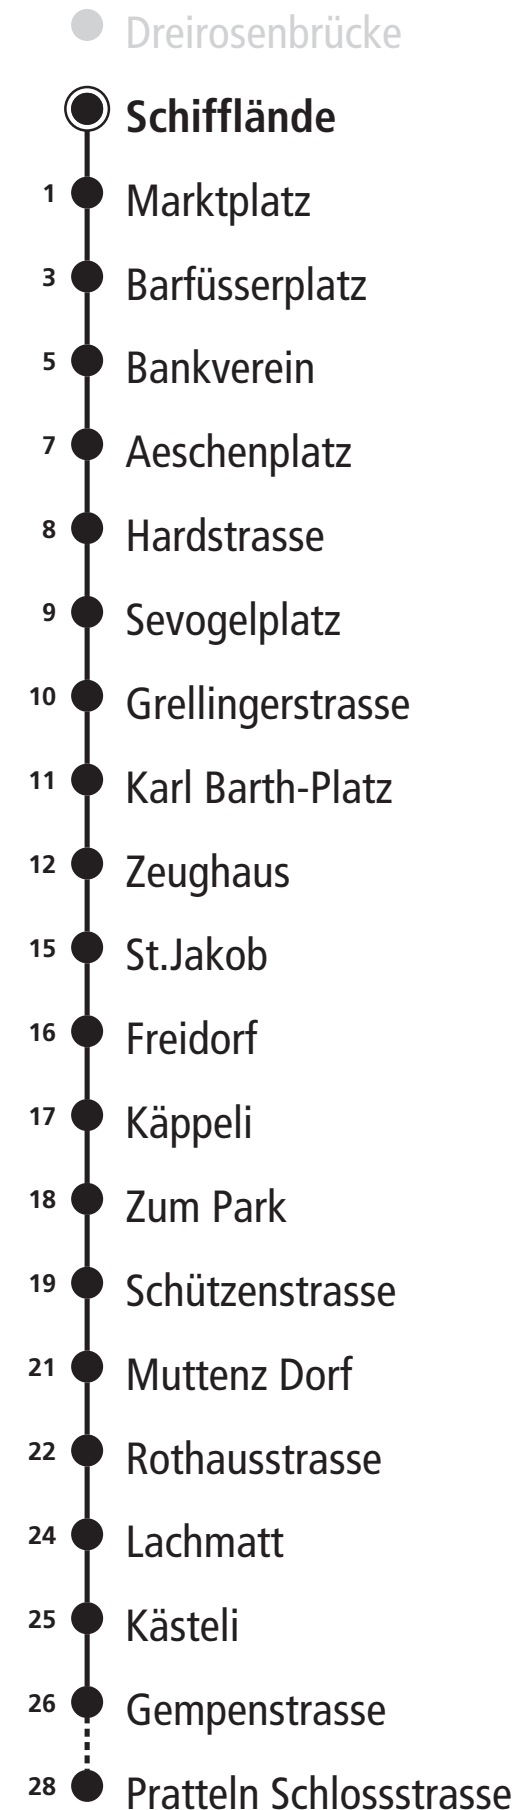 Dreirosenbrücke
Schifflände
1 Marktplatz
3 Barfüsserplatz
5 Bankverein
7 Aeschenplatz
8 Hardstrasse
9 Sevogelplatz
10 Grellingerstrasse
11 Karl Barth-Platz
12 Zeughaus
15 St.Jakob
16 Freidorf
17 Käppeli
18 Zum Park
19 Schützenstrasse
21 Muttenz Dorf
22 Rothausstrasse
24 Lachmatt
25 Kästeli
26 Gempenstrasse
28 Pratteln Schlossstrasse